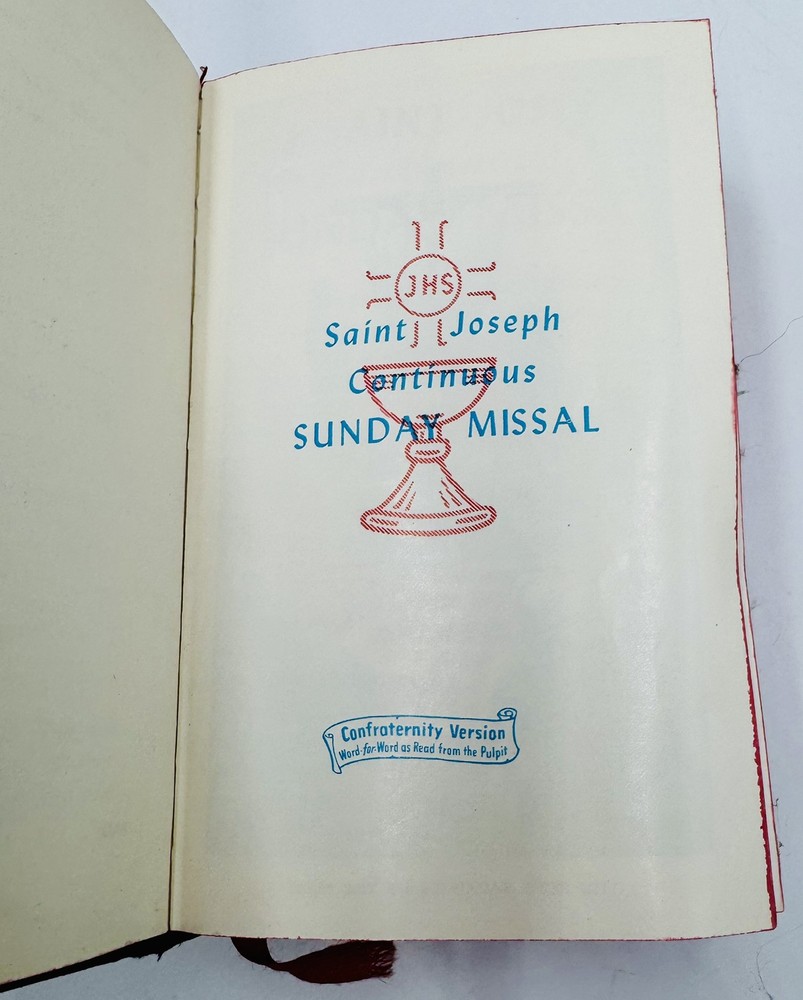 JHS
Saint Joseph
Continuous
SUNDAY MISSAL
Confraternity Version
Word-for-Word as Read from the Pulpit